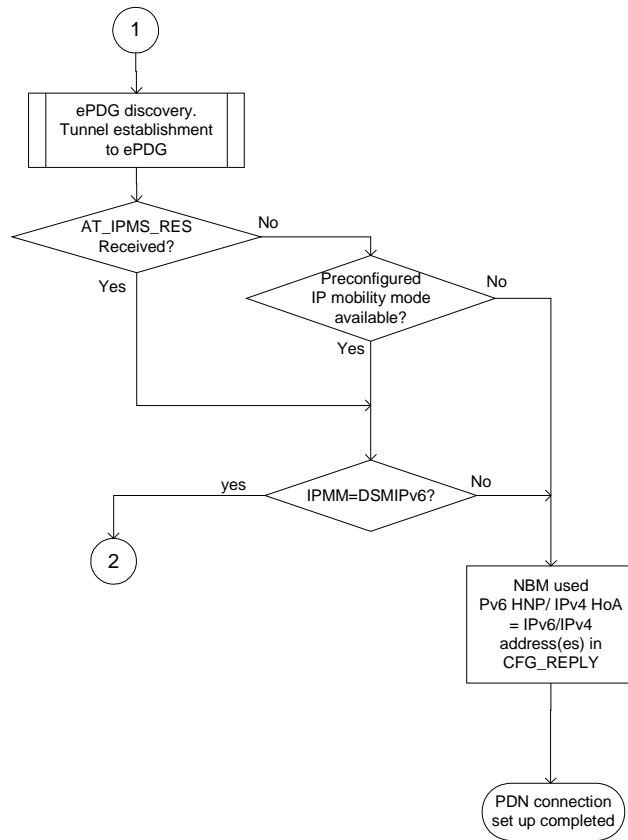 1
ePDG discovery.
Tunnel establishment
to ePDG
AT_IPMS_RES
Received?
No
Yes
Preconfigured
IP mobility mode
available?
No
Yes
IPMM=DSMIPv6?
yes
No
2
NBM used
Pv6 HNP/ IPv4 HoA
= IPv6/IPv4
address(es) in
CFG_REPLY
PDN connection
set up completed